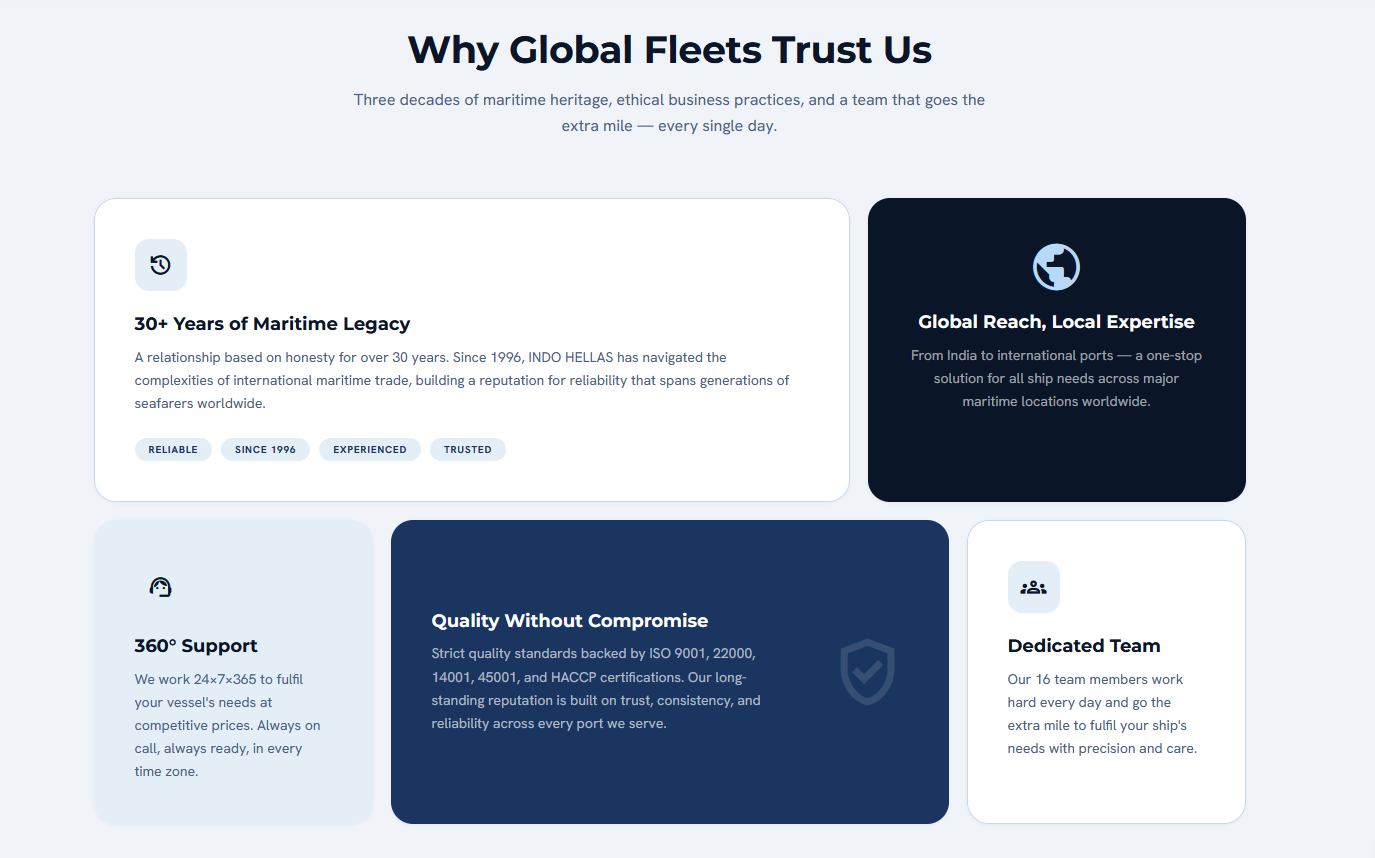 Why Global Fleets Trust Us
Three decades of maritime heritage, ethical business practices, and a team that goes the
extra mile — every single day.
30+ Years of Maritime Legacy
A relationship based on honesty for over 30 years. Since 1996, INDO HELLAS has navigated the
complexities of international maritime trade, building a reputation for reliability that spans generations of
seafarers worldwide.
RELIABLE SINCE 1996 EXPERIENCED TRUSTED
Global Reach, Local Expertise
From India to international ports — a one-stop
solution for all ship needs across major
maritime locations worldwide.
360° Support
We work 24×7×365 to fulfil
your vessel's needs at
competitive prices. Always on
call, always ready, in every
time zone.
Quality Without Compromise
Strict quality standards backed by ISO 9001, 22000,
14001, 45001, and HACCP certifications. Our long-
standing reputation is built on trust, consistency, and
reliability across every port we serve.
Dedicated Team
Our 16 team members work
hard every day and go the
extra mile to fulfil your ship's
needs with precision and care.